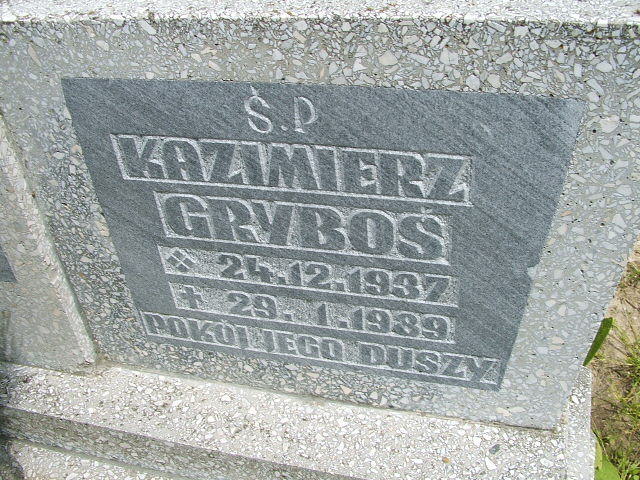 Ś.P
KAZIMIERZ
GRYBOŚ
24.12.1937
29.1.1939
POKÓJ JEGO DUSZY